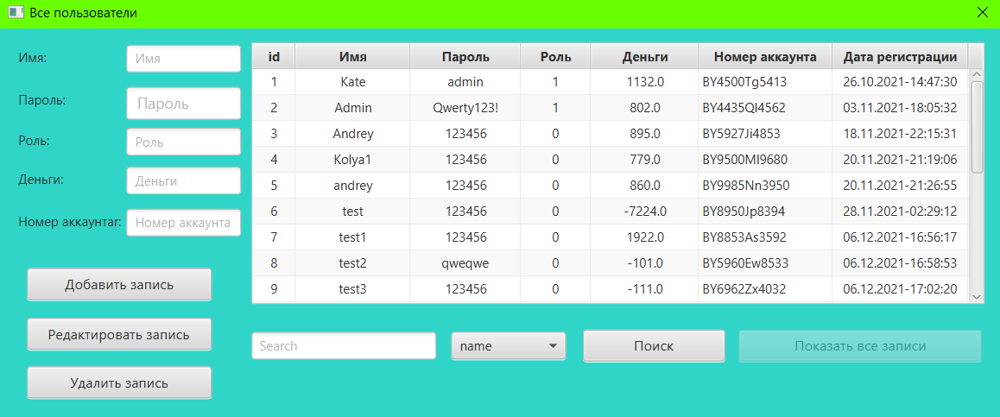 Все пользователи
Имя: Имя
Пароль: Пароль
Роль: Роль
Деньги: Деньги
Номер аккаунтаг: Номер аккаунта
Добавить запись
Редактировать запись
Удалить запись
id Имя Пароль Роль Деньги Номер аккаунта Дата регистрации
1 Kate admin 1 1132.0 BY4500Tg5413 26.10.2021-14:47:30
2 Admin Qwerty123! 1 802.0 BY4435Ql4562 03.11.2021-18:05:32
3 Andrey 123456 0 895.0 BY5927Ji4853 18.11.2021-22:15:31
4 Kolya1 123456 0 779.0 BY9500Ml9680 20.11.2021-21:19:06
5 andrey 123456 0 860.0 BY9985Nn3950 20.11.2021-21:26:55
6 test 123456 0 -7224.0 BY8950Jp8394 28.11.2021-02:29:12
7 test1 123456 0 1922.0 BY8853As3592 06.12.2021-16:56:17
8 test2 qweqwe 0 -101.0 BY5960Ew8533 06.12.2021-16:58:53
9 test3 123456 0 -111.0 BY6962Zx4032 06.12.2021-17:02:20
Search name Поиск Показать все записи